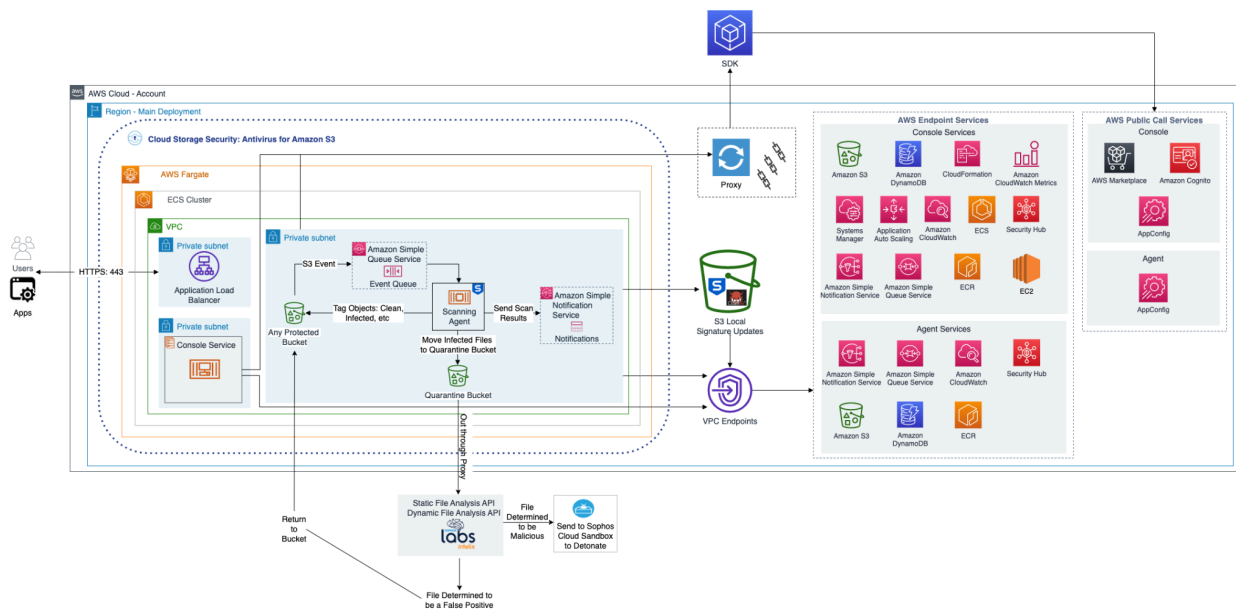 SDK
aws
AWS Cloud - Account
Region - Main Deployment
Cloud Storage Security: Antivirus for Amazon S3
AWS Fargate
ECS Cluster
VPC
Private subnet
Application Load
Balancer
Users
Apps
HTTPS: 443
Private subnet
Console Service
Private subnet
S3 Event
Amazon Simple
Queue Service
Event Queue
Any Protected
Bucket
Tag Objects: Clean,
Infected, etc
S
Scanning
Agent
Send Scan
Results
Amazon Simple
Notification
Service
Notifications
Move Infected Files
to Quarantine Bucket
Quarantine Bucket
Out through Proxy
Proxy
S
S3 Local
Signature Updates
VPC Endpoints
AWS Endpoint Services
Console Services
Amazon S3
Amazon
DynamoDB
CloudFormation
Amazon
CloudWatch Metrics
Systems
Manager
Application
Auto Scaling
Amazon
CloudWatch
ECS
Security Hub
Amazon Simple
Notification Service
Amazon Simple
Queue Service
ECR
EC2
Agent Services
Amazon Simple
Notification Service
Amazon Simple
Queue Service
Amazon
CloudWatch
Security Hub
Amazon S3
Amazon
DynamoDB
ECR
AWS Public Call Services
Console
AWS Marketplace
Amazon Cognito
AppConfig
Agent
AppConfig
Static File Analysis API
Dynamic File Analysis API
labs
intelix
File
Determined
to be
Malicious
Send to Sophos
Cloud Sandbox
to Detonate
Return
to
Bucket
File Determined to
be a False Positive